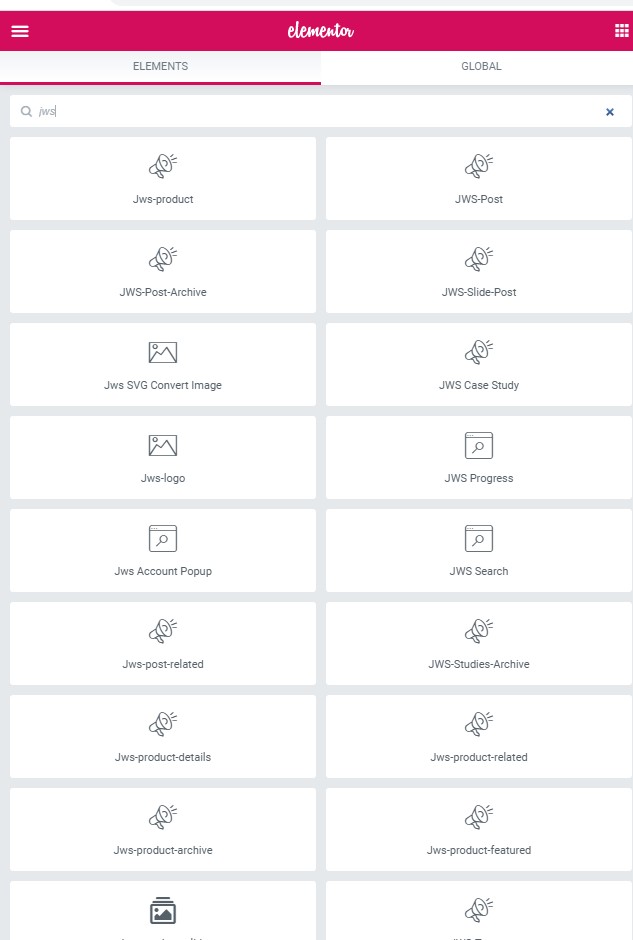 elementor
ELEMENTS
GLOBAL
jws
Jws-product
JWS-Post
JWS-Post-Archive
JWS-Slide-Post
Jws SVG Convert Image
JWS Case Study
Jws-logo
JWS Progress
Jws Account Popup
JWS Search
Jws-post-related
JWS-Studies-Archive
Jws-product-details
Jws-product-related
Jws-product-archive
Jws-product-featured